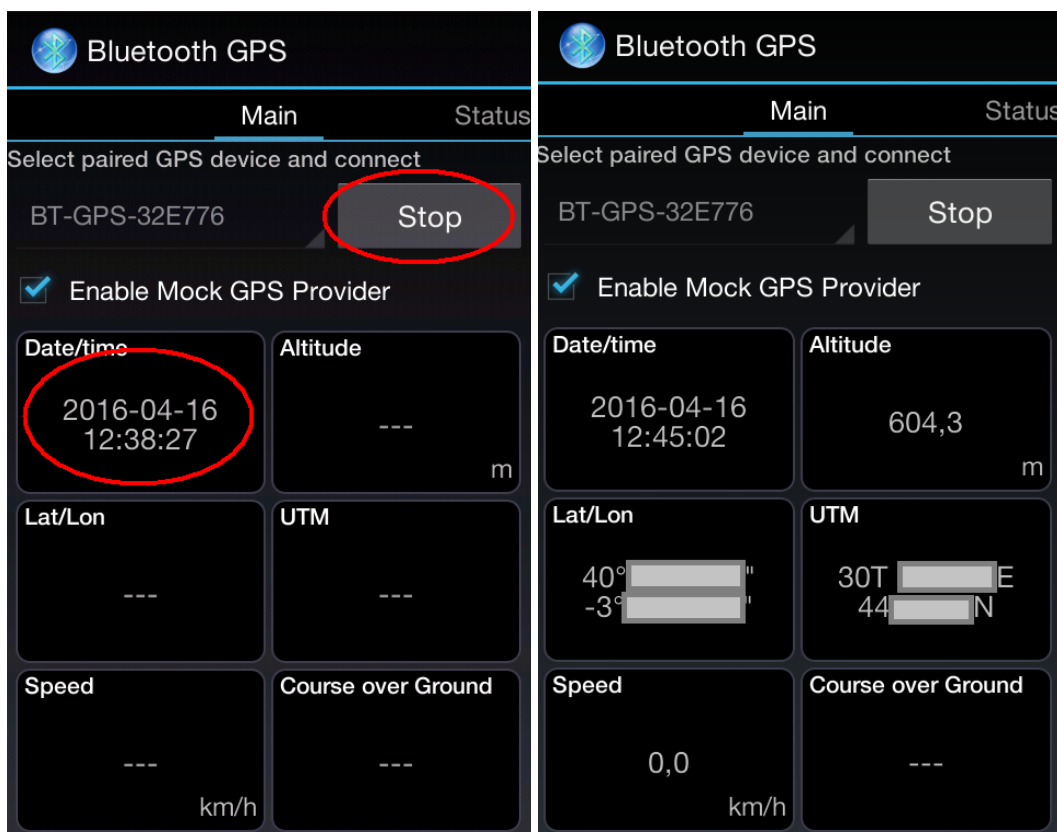 Bluetooth GPS
Main Status
Select paired GPS device and connect
BT-GPS-32E776 Stop
Enable Mock GPS Provider
Date/time Altitude
2016-04-16
12:38:27
---
m
Lat/Lon UTM
--- ---
Speed Course over Ground
--- ---
km/h
Bluetooth GPS
Main Status
Select paired GPS device and connect
BT-GPS-32E776 Stop
Enable Mock GPS Provider
Date/time Altitude
2016-04-16
12:45:02
604,3
m
Lat/Lon UTM
40° " 30T E
-3° " 44 N
Speed Course over Ground
0,0 ---
km/h